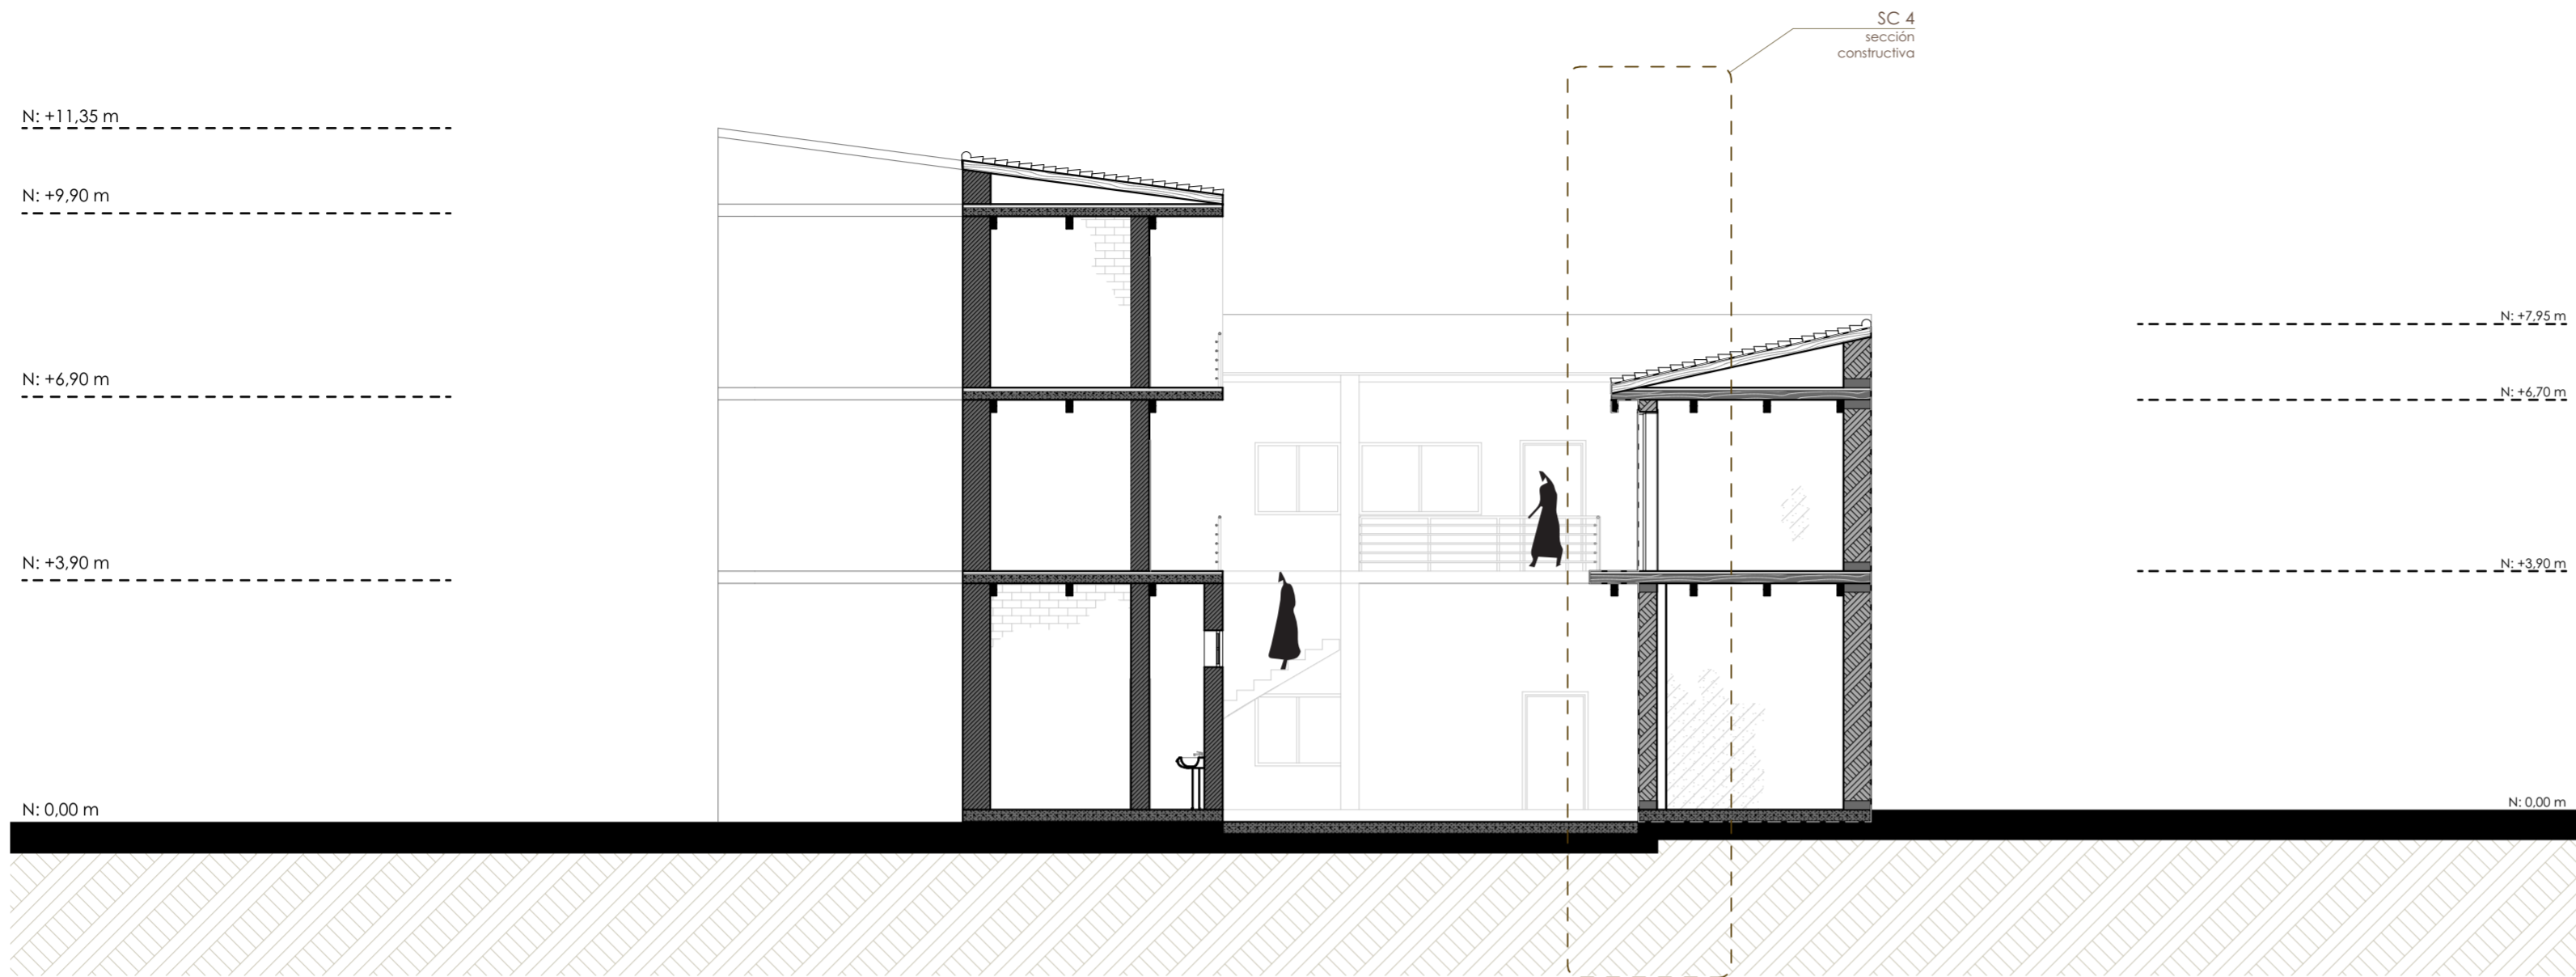 SC 4
sección
constructiva
N: +11,35 m
N: +9,90 m
N: +7,95 m
N: +6,90 m
N: +6,70 m
N: +3,90 m
N: +3,90 m
N: 0,00 m
N: 0,00 m